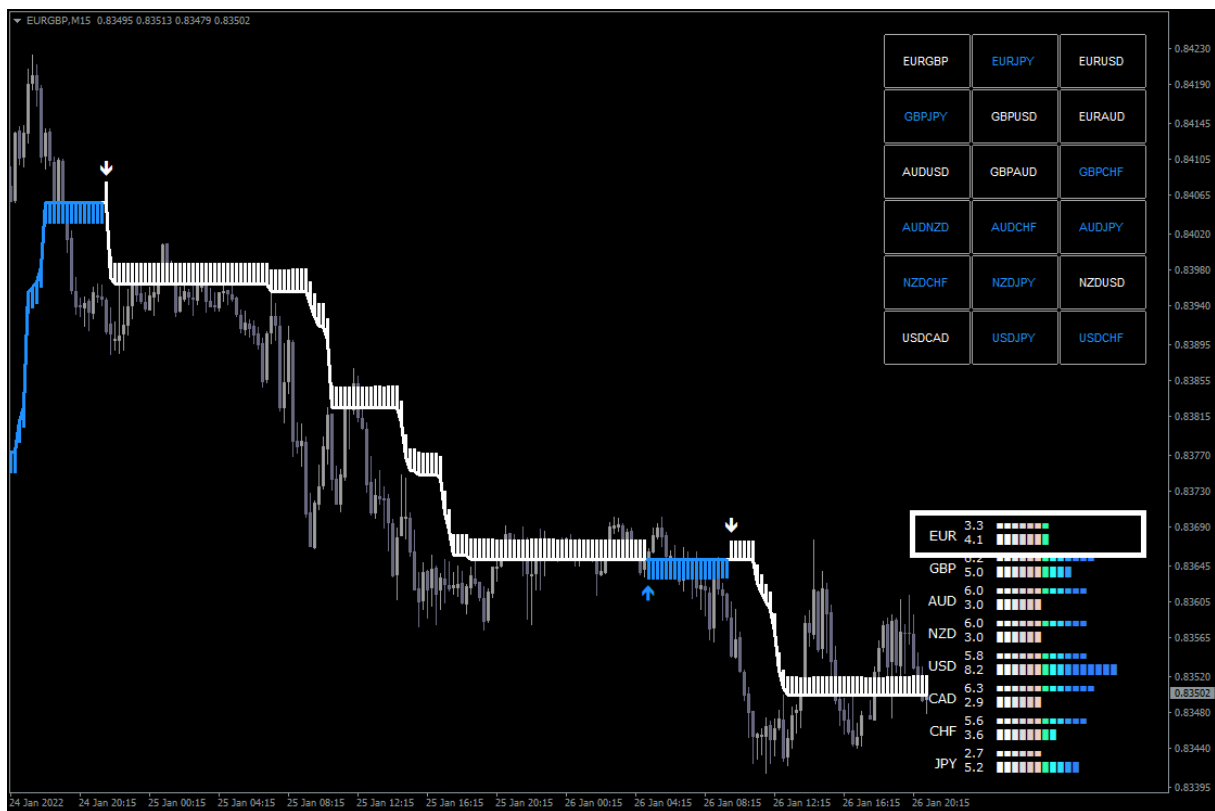 EURGBP,M15 0.83495 0.83513 0.83479 0.83502
EURGBP EURJPY EURUSD
GBPJPY GBPUSD EURAUD
AUDUSD GBPAUD GBPCHF
AUDNZD AUDCHF AUDJPY
NZDCHF NZDJPY NZDUSD
USDCAD USDJPY USDCHF
0.84230
0.84190
0.84145
0.84105
0.84065
0.84020
0.83980
0.83940
0.83895
0.83855
0.83815
0.83770
0.83730
0.83690
0.83645
0.83605
0.83565
0.83520
0.83502
0.83480
0.83440
0.83395
EUR 3.3
4.1
GBP 6.2
5.0
AUD 6.0
3.0
NZD 6.0
3.0
USD 5.8
8.2
CAD 6.3
2.9
CHF 5.6
3.6
JPY 2.7
5.2
24 Jan 2022 24 Jan 20:15 25 Jan 00:15 25 Jan 04:15 25 Jan 08:15 25 Jan 12:15 25 Jan 16:15 25 Jan 20:15 26 Jan 00:15 26 Jan 04:15 26 Jan 08:15 26 Jan 12:15 26 Jan 16:15 26 Jan 20:15